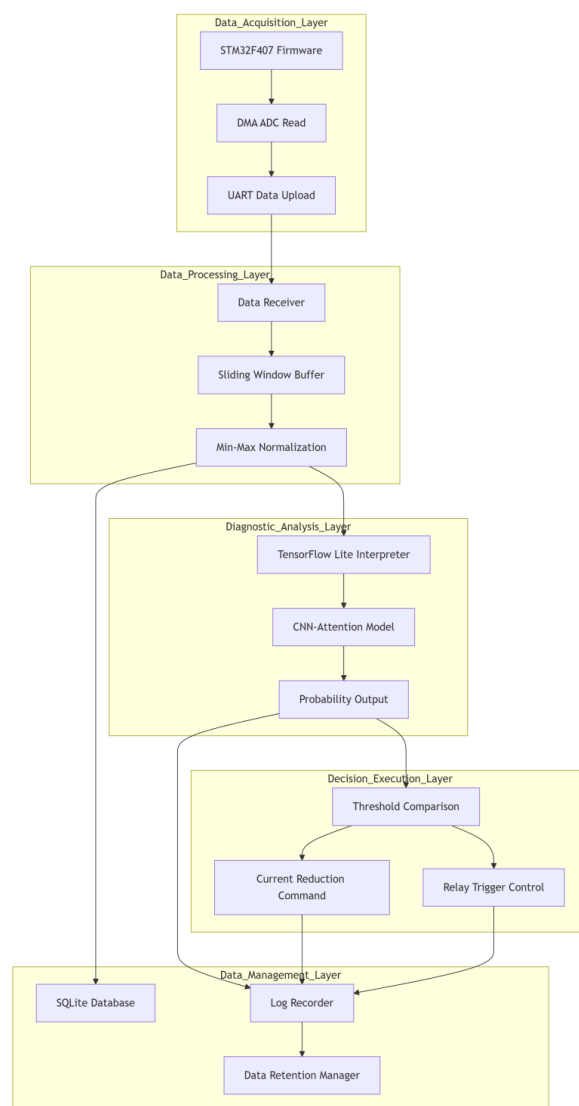 Data_Acquisition_Layer
STM32F407 Firmware
DMA ADC Read
UART Data Upload
Data_Processing_Layer
Data Receiver
Sliding Window Buffer
Min-Max Normalization
Diagnostic_Analysis_Layer
TensorFlow Lite Interpreter
CNN-Attention Model
Probability Output
Decision_Execution_Layer
Threshold Comparison
Current Reduction
Command
Relay Trigger Control
Data_Management_Layer
SQLite Database
Log Recorder
Data Retention Manager